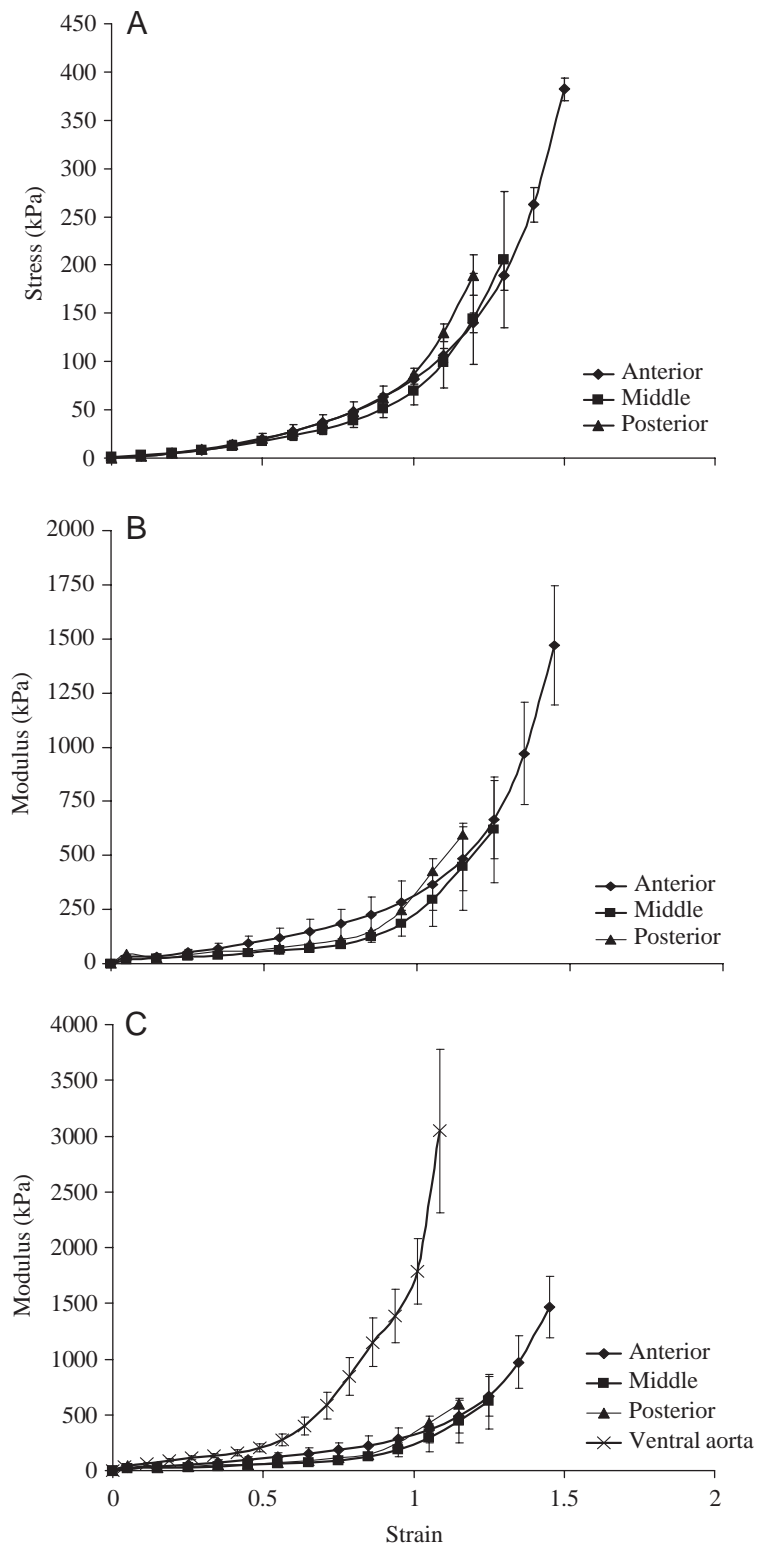 A
450
400
350
300
250
200
150
100
50
0
Stress (kPa)
Anterior
Middle
Posterior
B
2000
1750
1500
1250
1000
750
500
250
0
Modulus (kPa)
Anterior
Middle
Posterior
C
4000
3500
3000
2500
2000
1500
1000
500
0
Modulus (kPa)
Anterior
Middle
Posterior
Ventral aorta
0 0.5 1 1.5 2
Strain